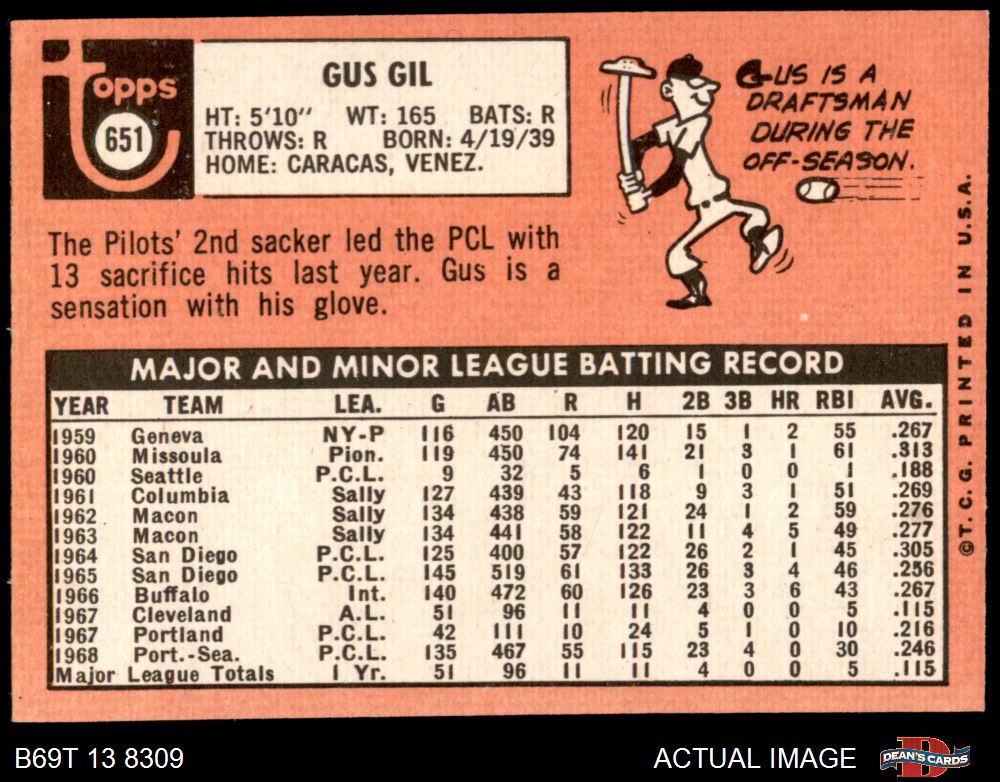 Topps
651
GUS GIL
HT: 5'10" WT: 165 BATS: R
THROWS: R BORN: 4/19/39
HOME: CARACAS, VENEZ.
GUS IS A
DRAFTSMAN
DURING THE
OFF-SEASON.
The Pilots' 2nd sacker led the PCL with
13 sacrifice hits last year. Gus is a
sensation with his glove.
MAJOR AND MINOR LEAGUE BATTING RECORD
YEAR TEAM LEA. G AB R H 2B 3B HR RBI AVG.
1959 Geneva NY-P 116 450 104 120 15 1 2 55 .267
1960 Missoula Pion. 119 450 74 141 21 3 1 61 .313
1960 Seattle P.C.L. 9 32 5 6 1 0 0 1 .188
1961 Columbia Sally 127 439 43 118 9 3 1 51 .269
1962 Macon Sally 134 438 59 121 24 1 2 59 .276
1963 Macon Sally 134 441 58 122 11 4 5 49 .277
1964 San Diego P.C.L. 125 400 57 122 26 2 1 45 .305
1965 San Diego P.C.L. 145 519 61 133 26 3 4 46 .256
1966 Buffalo Int. 140 472 60 126 23 3 6 43 .267
1967 Cleveland A.L. 51 96 11 11 4 0 0 5 .115
1967 Portland P.C.L. 42 111 10 24 5 1 0 10 .216
1968 Port.-Sea. P.C.L. 135 467 55 115 23 4 0 30 .246
Major League Totals 1 Yr. 51 96 11 11 4 0 0 5 .115
©T.C.G. PRINTED IN U.S.A.
B69T 13 8309
ACTUAL IMAGE
DEAN'S CARDS